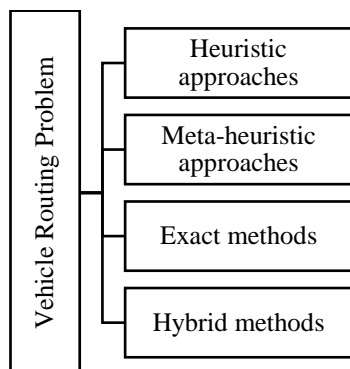 Vehicle Routing Problem
Heuristic
approaches
Meta-heuristic
approaches
Exact methods
Hybrid methods